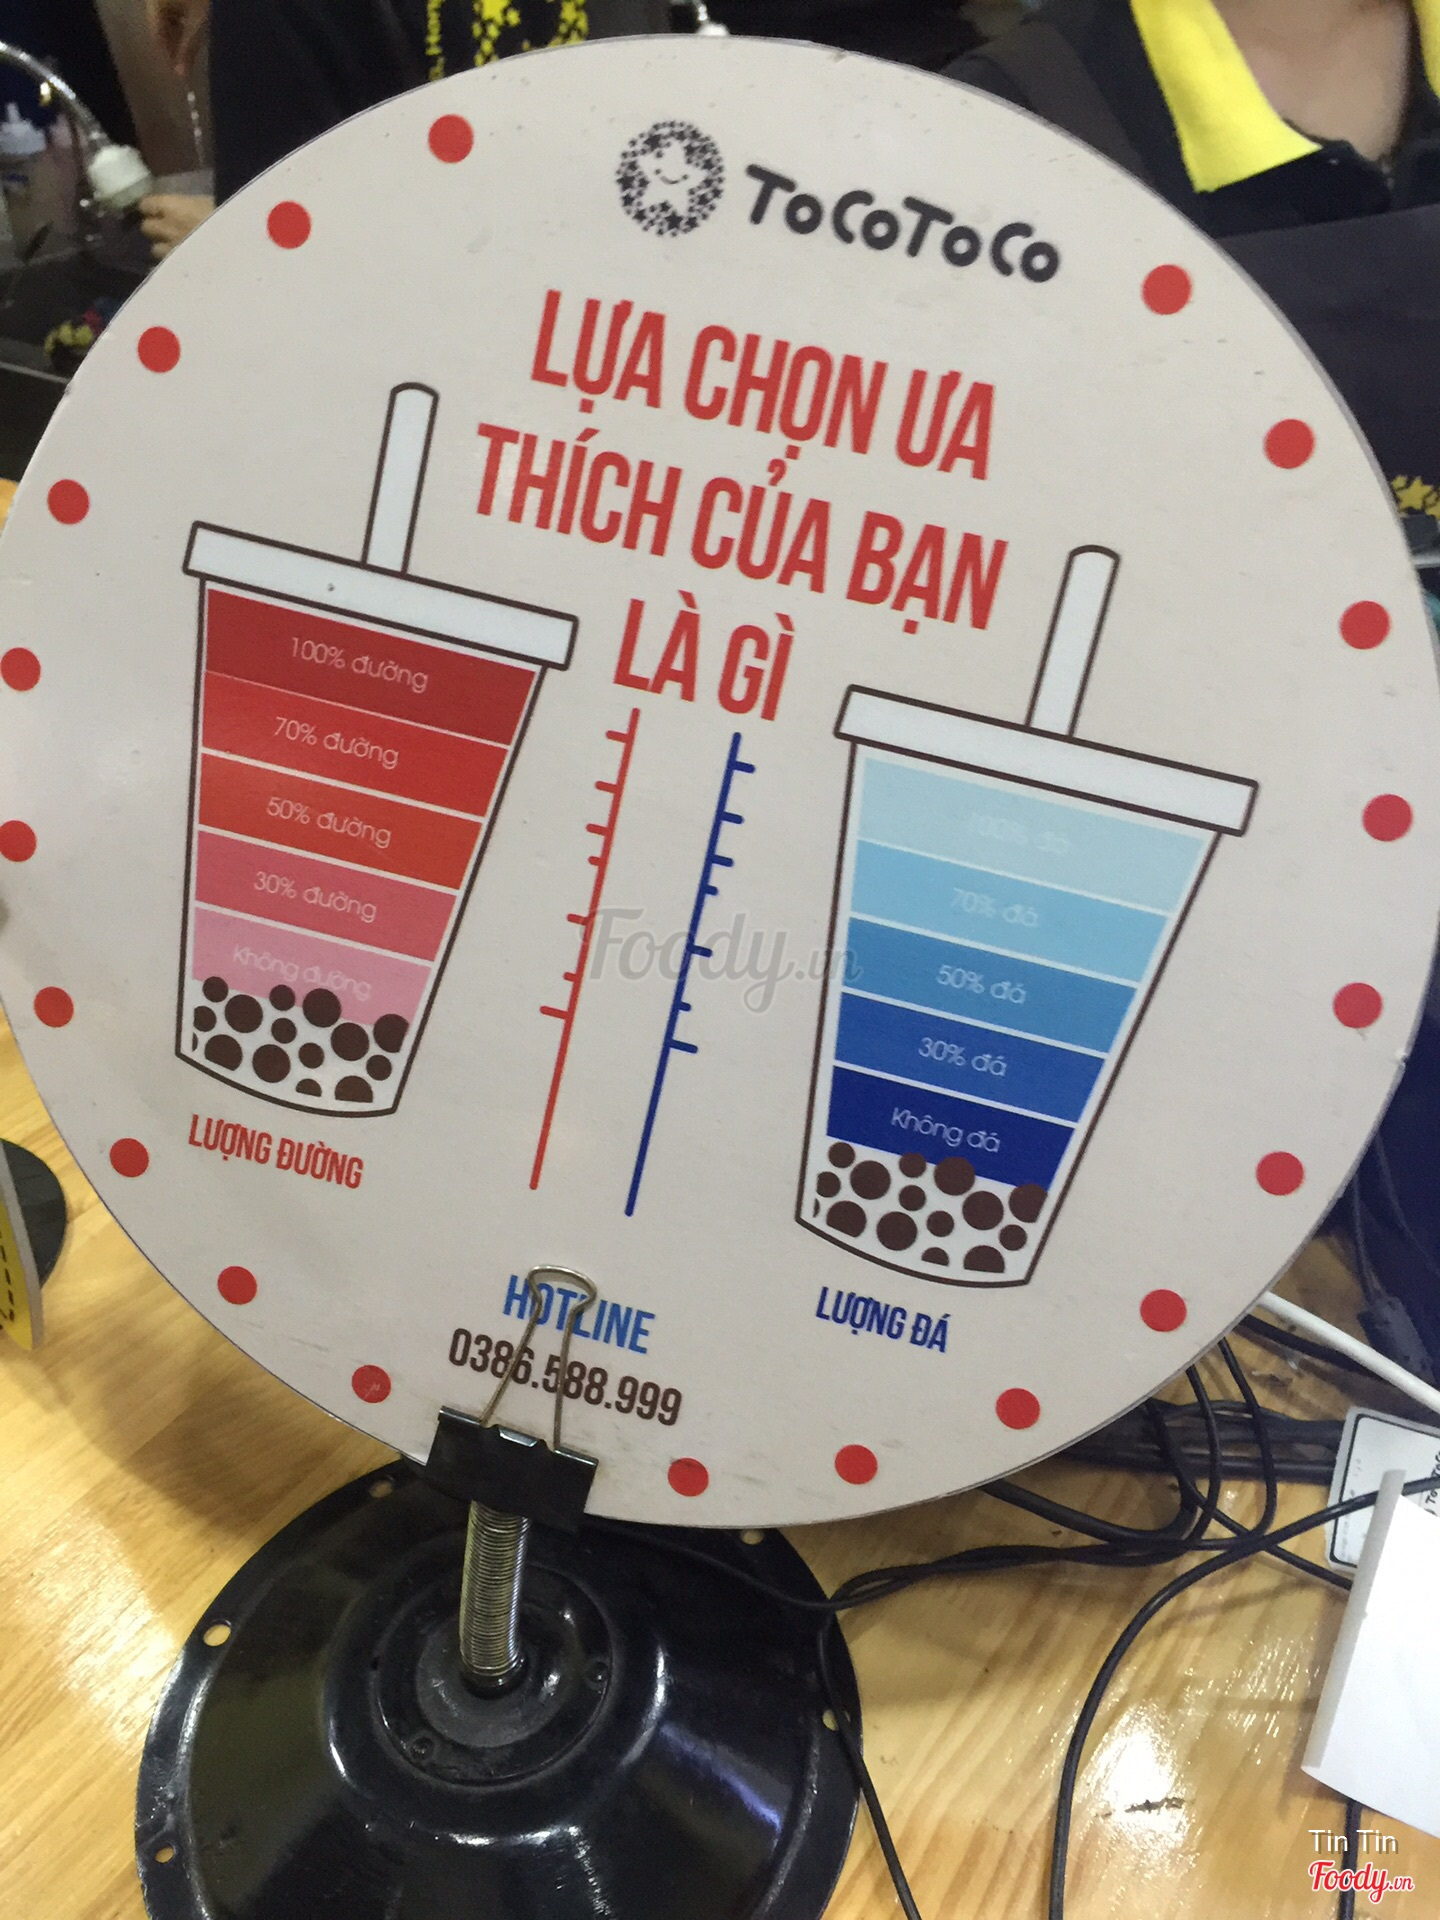 ToCoToCo
LỰA CHỌN ƯA
THÍCH CỦA BẠN
LÀ GÌ
100% đường
70% đường
50% đường
30% đường
Không đường
LƯỢNG ĐƯỜNG
100% đá
70% đá
50% đá
30% đá
Không đá
LƯỢNG ĐÁ
HOTLINE
0386.588.999
Foody.vn
Tin Tin
Foody.vn